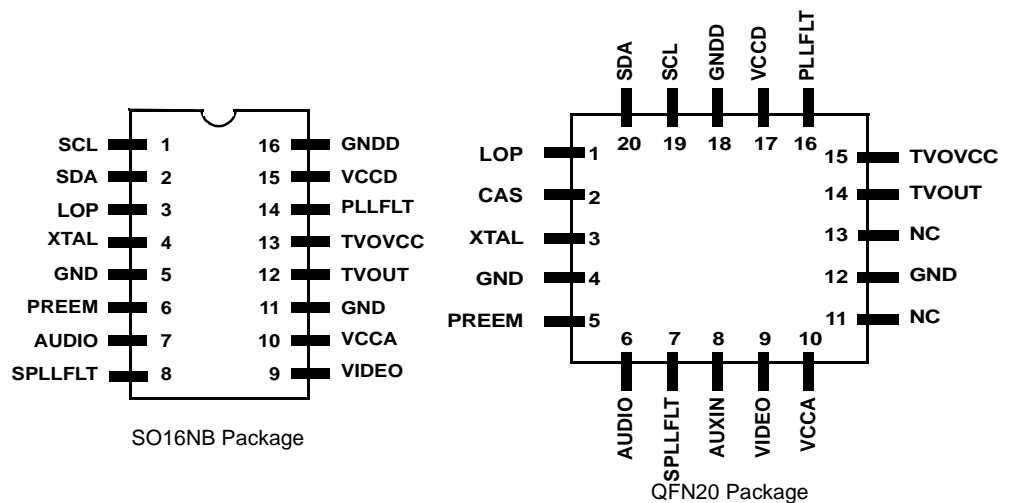 SCL 1 16 GNDD
SDA 2 15 VCCD
LOP 3 14 PLLFLT
XTAL 4 13 TVOVCC
GND 5 12 TVOUT
PREEM 6 11 GND
AUDIO 7 10 VCCA
SPLLFLT 8 9 VIDEO
SO16NB Package
SDA SCL GNDD VCCD PLLFLT
20 19 18 17 16
LOP 1 15 TVOVCC
CAS 2 14 TVOUT
XTAL 3 13 NC
GND 4 12 GND
PREEM 5 11 NC
6 7 8 9 10
AUDIO SPLLFLT AUXIN VIDEO VCCA
QFN20 Package